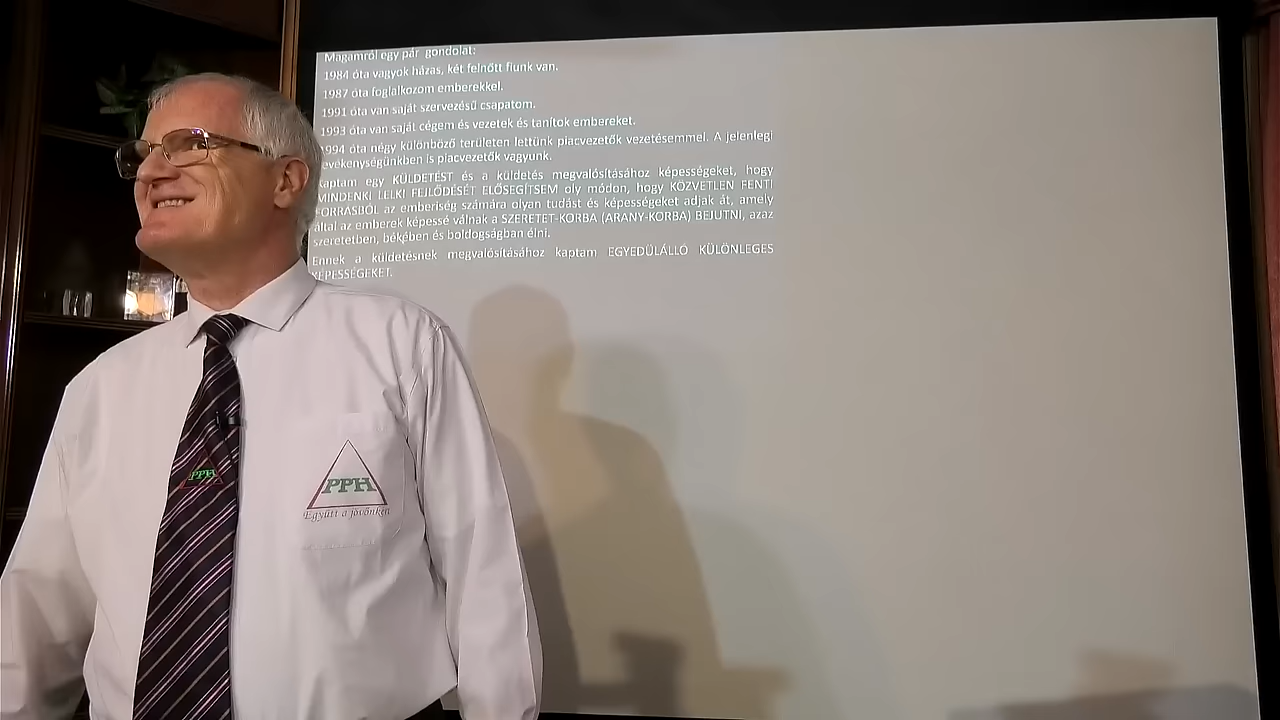 Magamról egy pár gondolat:
1984 óta vagyok házas, két felnőtt fiunk van.
1987 óta foglalkozom emberekkel.
1991 óta van saját szervezésű csapatom.
1993 óta van saját cégem és vezetek és tanítok embereket.
1994 óta négy különböző területen lettünk piacvezetők vezetésemmel. A jelenlegi
tevékenységünkben is piacvezetők vagyunk.
Kaptam egy KÜLDETÉST és a küldetés megvalósításához képességeket, hogy
MINDENKI LELKI FEJLŐDÉSÉT ELŐSEGÍTSEM oly módon, hogy KÖZVETLEN FENTI
FORRÁSBÓL az emberiség számára olyan tudást és képességeket adjak át, amely
által az emberek képessé válnak a SZERETET-KORBA (ARANY-KORBA) BEJUTNI, azaz
szeretetben, békében és boldogságban élni.
Ennek a küldetésnek megvalósításához kaptam EGYEDÜLÁLLÓ KÜLÖNLEGES
KÉPESSÉGEKET.
PPH
PPH
Együtt a jövőnkért